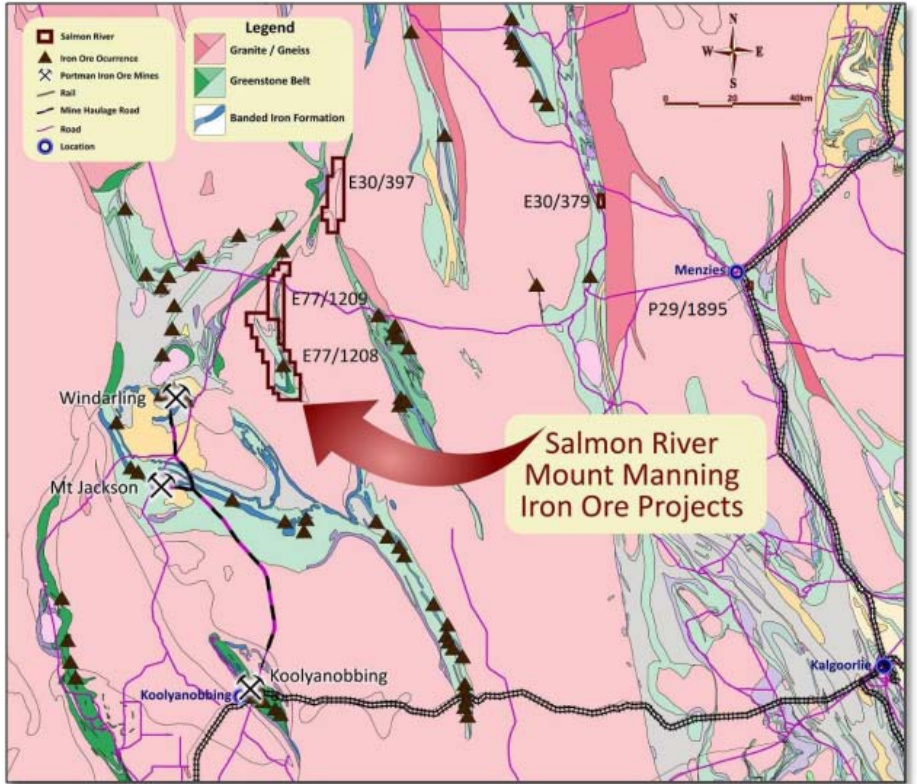 Salmon River
Iron Ore Ocurrence
Portman Iron Ore Mines
Rail
Mine Haulage Road
Road
Location
Legend
Granite / Gneiss
Greenstone Belt
Banded Iron Formation
N
W E
S
0 20 40km
E30/397
E30/379
Menzies
P29/1895
E77/1209
E77/1208
Windarling
Mt Jackson
Salmon River
Mount Manning
Iron Ore Projects
Koolyanobbing
Koolyanobbing
Kalgoorlie